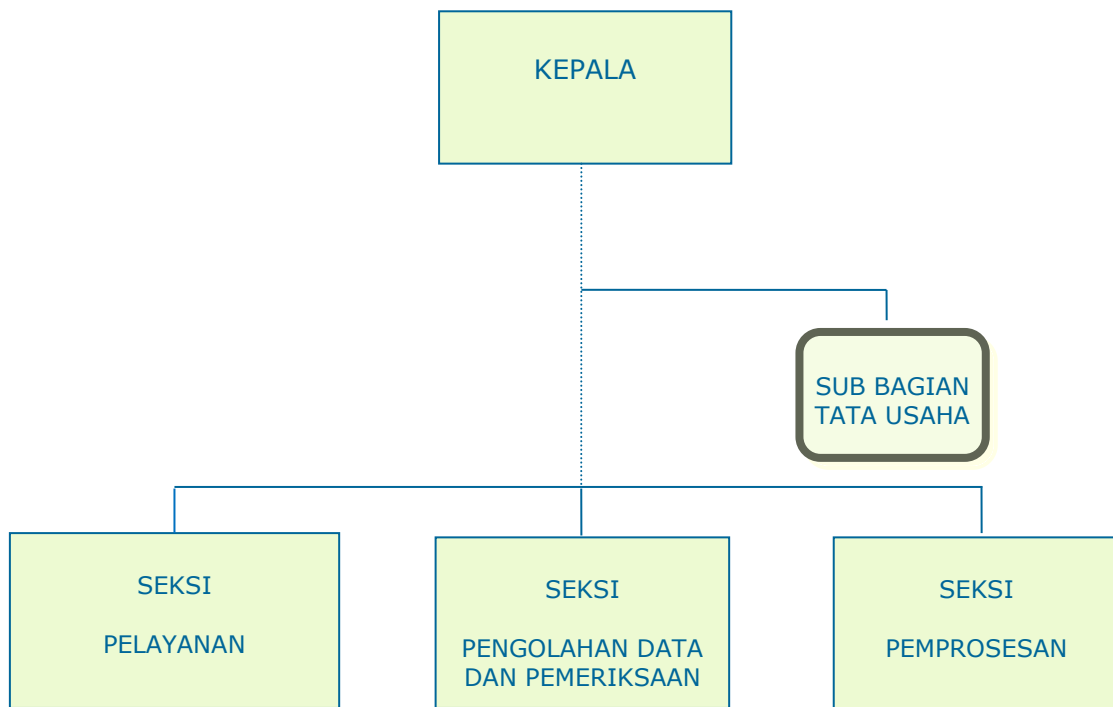 KEPALA
SUB BAGIAN
TATA USAHA
SEKSI
PELAYANAN
SEKSI
PENGOLAHAN DATA
DAN PEMERIKSAAN
SEKSI
PEMPROSESAN